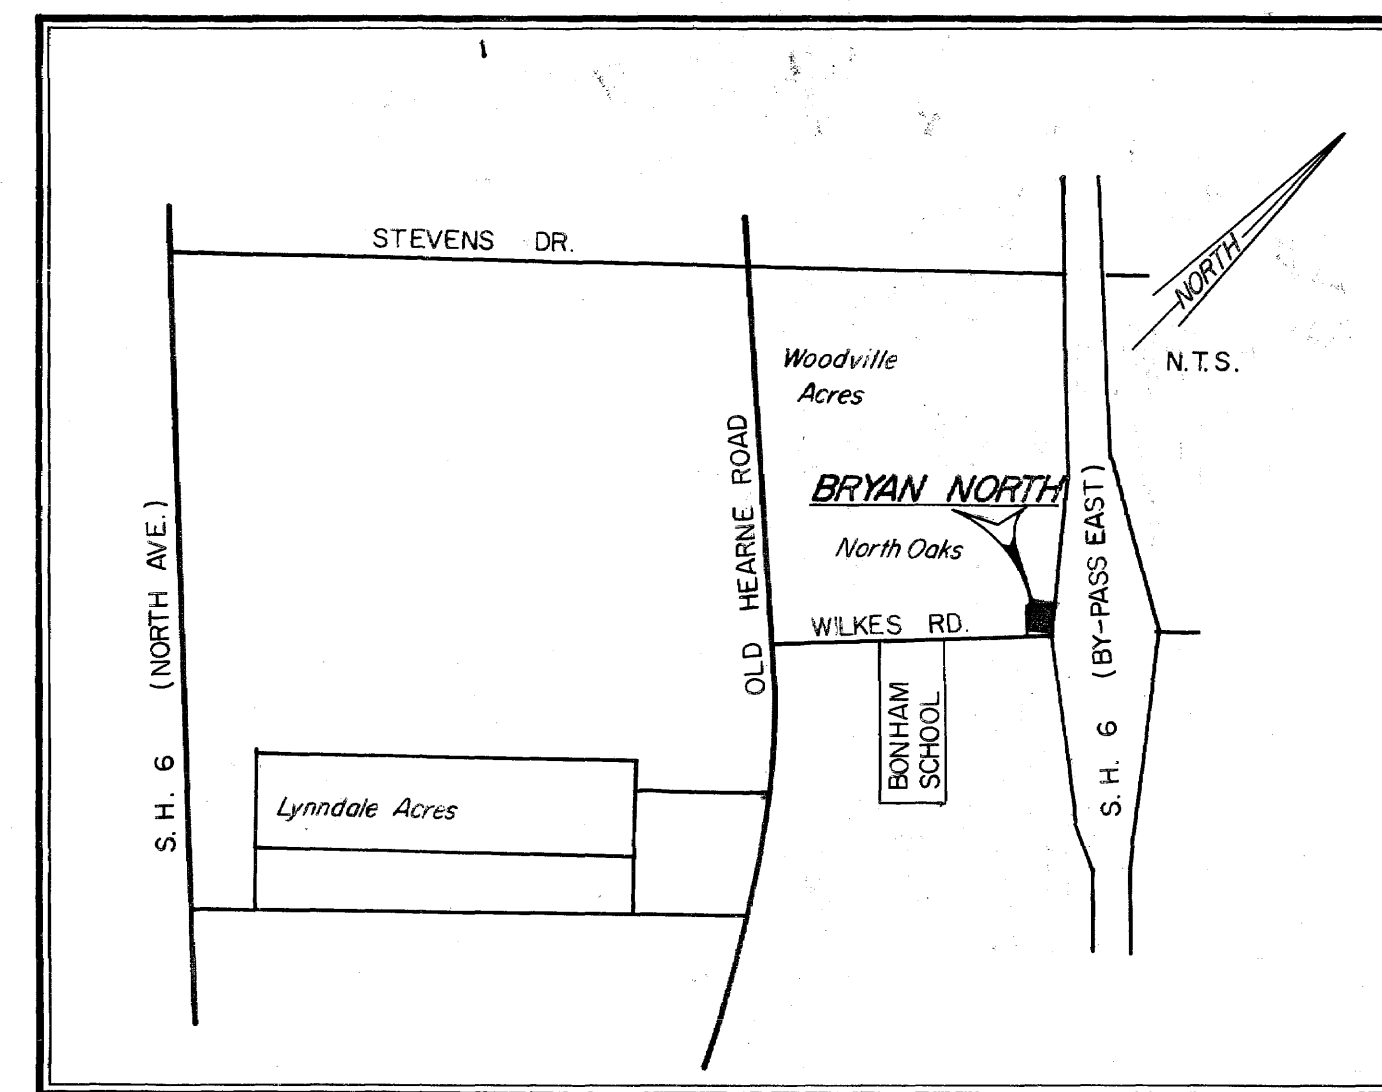 STEVENS DR.
NORTH
N.T.S.
Woodville
Acres
OLD HEARNE ROAD
BRYAN NORTH
North Oaks
S.H. 6 (BY-PASS EAST)
S.H. 6 (NORTH AVE.)
WILKES RD.
BONHAM
SCHOOL
Lynndale Acres